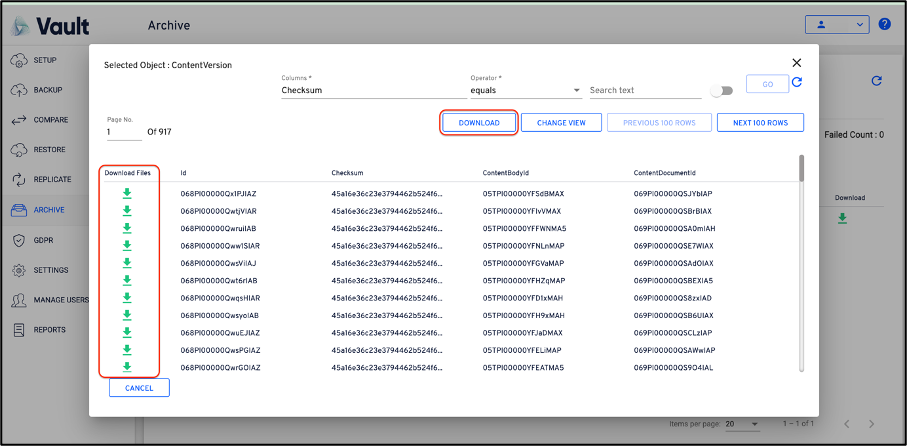 Vault
Archive
?
SETUP
BACKUP
COMPARE
RESTORE
REPLICATE
ARCHIVE
GDPR
SETTINGS
MANAGE USERS
REPORTS
Selected Object : ContentVersion
Columns * Operator *
Checksum equals Search text GO
Page No.
1 Of 917
DOWNLOAD CHANGE VIEW PREVIOUS 100 ROWS NEXT 100 ROWS
Failed Count : 0
Download
Download Files Id Checksum ContentBodyId ContentDocumentId
068PI00000Qx1PJIAZ 45a16e36c23e3794462b524f6... 05TPI00000YFSdBMAX 069PI00000QSJYbIAP
068PI00000QwtjVIAR 45a16e36c23e3794462b524f6... 05TPI00000YFIvVMAX 069PI00000QSBrBIAX
068PI00000QwruiIAB 45a16e36c23e3794462b524f6... 05TPI00000YFFWNMA5 069PI00000QSA0mIAH
068PI00000Qww1SIAR 45a16e36c23e3794462b524f6... 05TPI00000YFNLnMAP 069PI00000QSE7WIAX
068PI00000QwsViIAJ 45a16e36c23e3794462b524f6... 05TPI00000YFGVaMAP 069PI00000QSAdOIAX
068PI00000Qwt6rIAB 45a16e36c23e3794462b524f6... 05TPI00000YFHZqMAP 069PI00000QSBEXIA5
068PI00000QwqsHIAR 45a16e36c23e3794462b524f6... 05TPI00000YFD1xMAH 069PI00000QS8zxIAD
068PI00000QwsyoIAB 45a16e36c23e3794462b524f6... 05TPI00000YFH9xMAH 069PI00000QSB6UIAX
068PI00000QwuEJIAZ 45a16e36c23e3794462b524f6... 05TPI00000YFJaDMAX 069PI00000QSCLzIAP
068PI00000QwsPGIAZ 45a16e36c23e3794462b524f6... 05TPI00000YFELiMAP 069PI00000QSAWwIAP
068PI00000QwrGDIAZ 45a16e36c23e3794462b524f6... 05TPI00000YFEATMA5 069PI00000QS9O4IAL
CANCEL
Items per page: 20 1 – 1 of 1